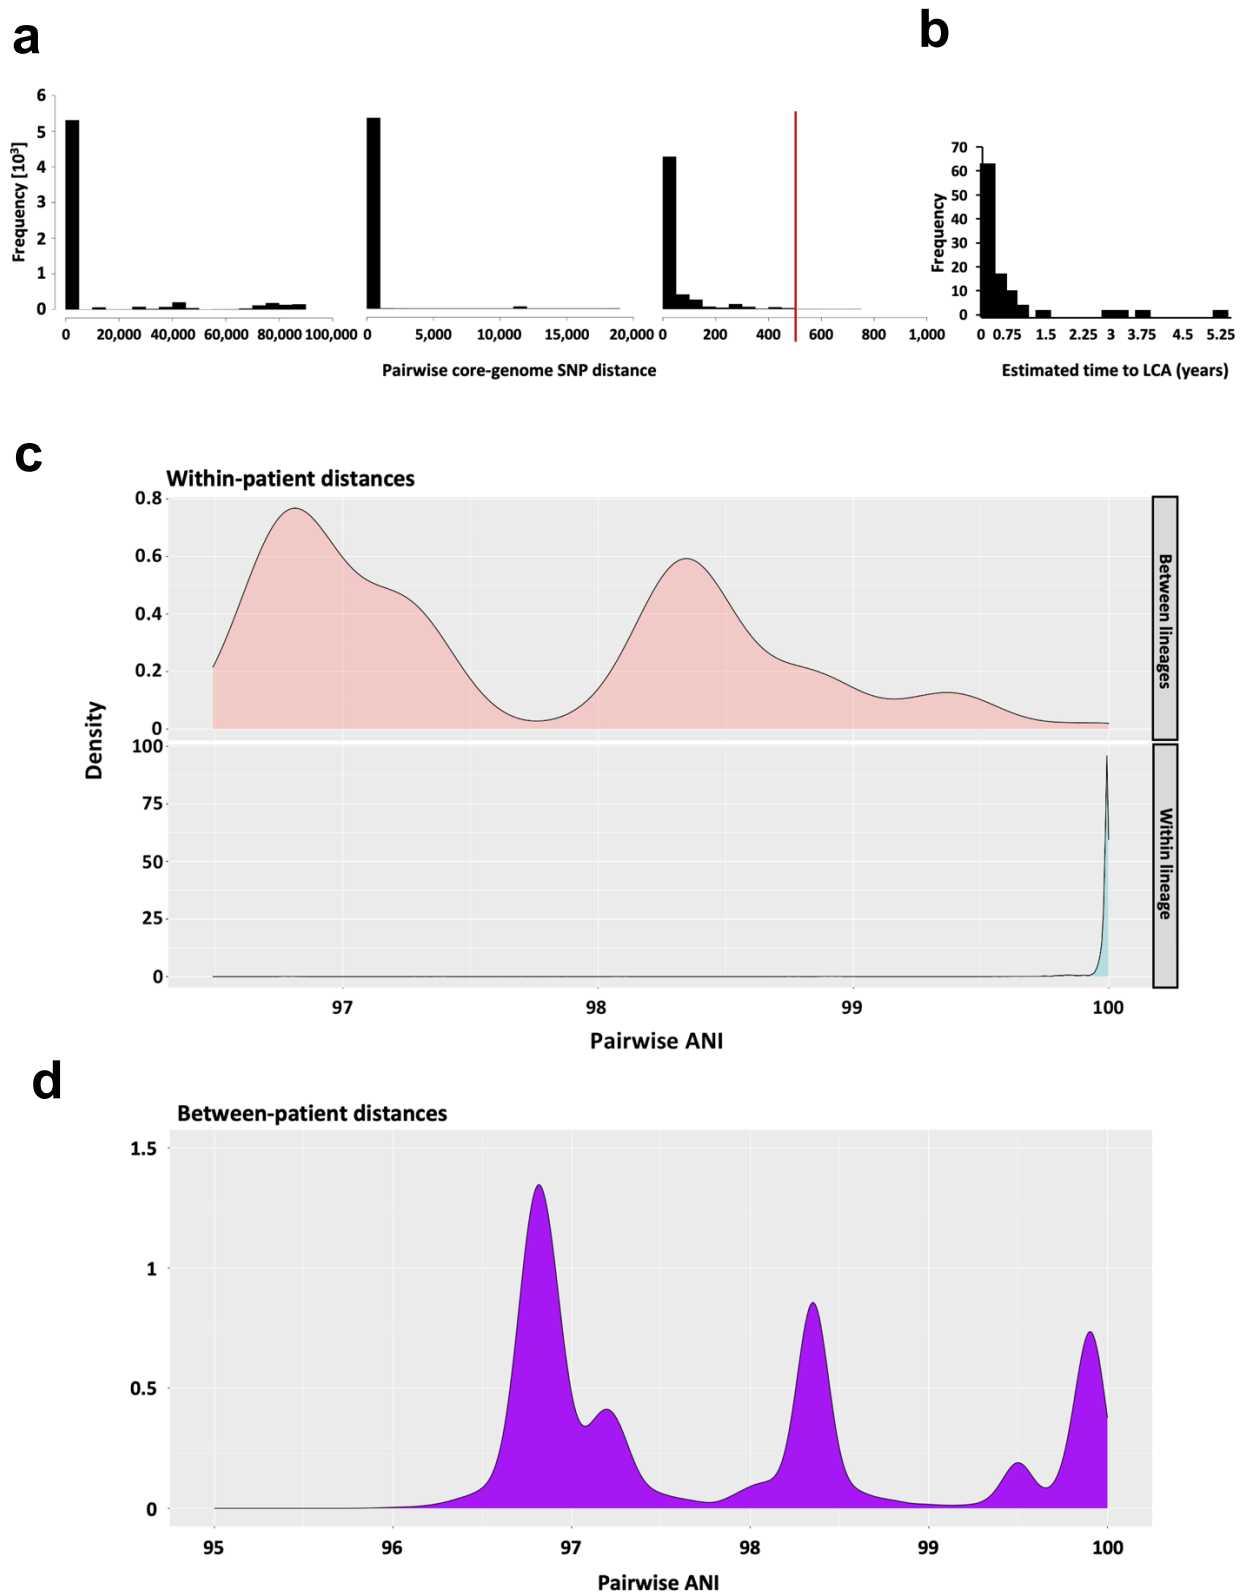 a
b
6
5
4
3
2
1
0
Frequency [10³]
0 20,000 40,000 60,000 80,000 100,000
0 5,000 10,000 15,000 20,000
0 200 400 600 800 1,000
Pairwise core-genome SNP distance
70
60
50
40
30
20
10
0
Frequency
0 0.75 1.5 2.25 3 3.75 4.5 5.25
Estimated time to LCA (years)
c
Within-patient distances
0.8
0.6
0.4
0.2
0
Between lineages
Density
100
75
50
25
0
Within lineage
97 98 99 100
Pairwise ANI
d
Between-patient distances
1.5
1
0.5
0
95 96 97 98 99 100
Pairwise ANI